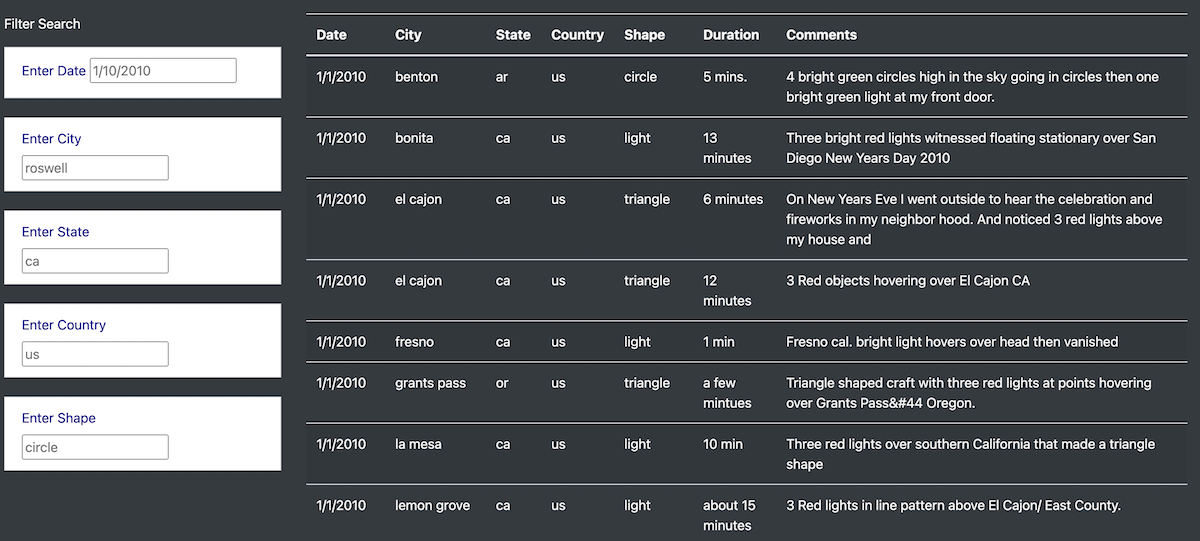 Filter Search
Enter Date 1/10/2010
Enter City
roswell
Enter State
ca
Enter Country
us
Enter Shape
circle
Date City State Country Shape Duration Comments
1/1/2010 benton ar us circle 5 mins. 4 bright green circles high in the sky going in circles then one
bright green light at my front door.
1/1/2010 bonita ca us light 13 Three bright red lights witnessed floating stationary over San
minutes Diego New Years Day 2010
1/1/2010 el cajon ca us triangle 6 minutes On New Years Eve I went outside to hear the celebration and
fireworks in my neighbor hood. And noticed 3 red lights above
my house and
1/1/2010 el cajon ca us triangle 12 3 Red objects hovering over El Cajon CA
minutes
1/1/2010 fresno ca us light 1 min Fresno cal. bright light hovers over head then vanished
1/1/2010 grants pass or us triangle a few Triangle shaped craft with three red lights at points hovering
mintues over Grants Pass&#44 Oregon.
1/1/2010 la mesa ca us light 10 min Three red lights over southern California that made a triangle
shape
1/1/2010 lemon grove ca us light about 15 3 Red lights in line pattern above El Cajon/ East County.
minutes